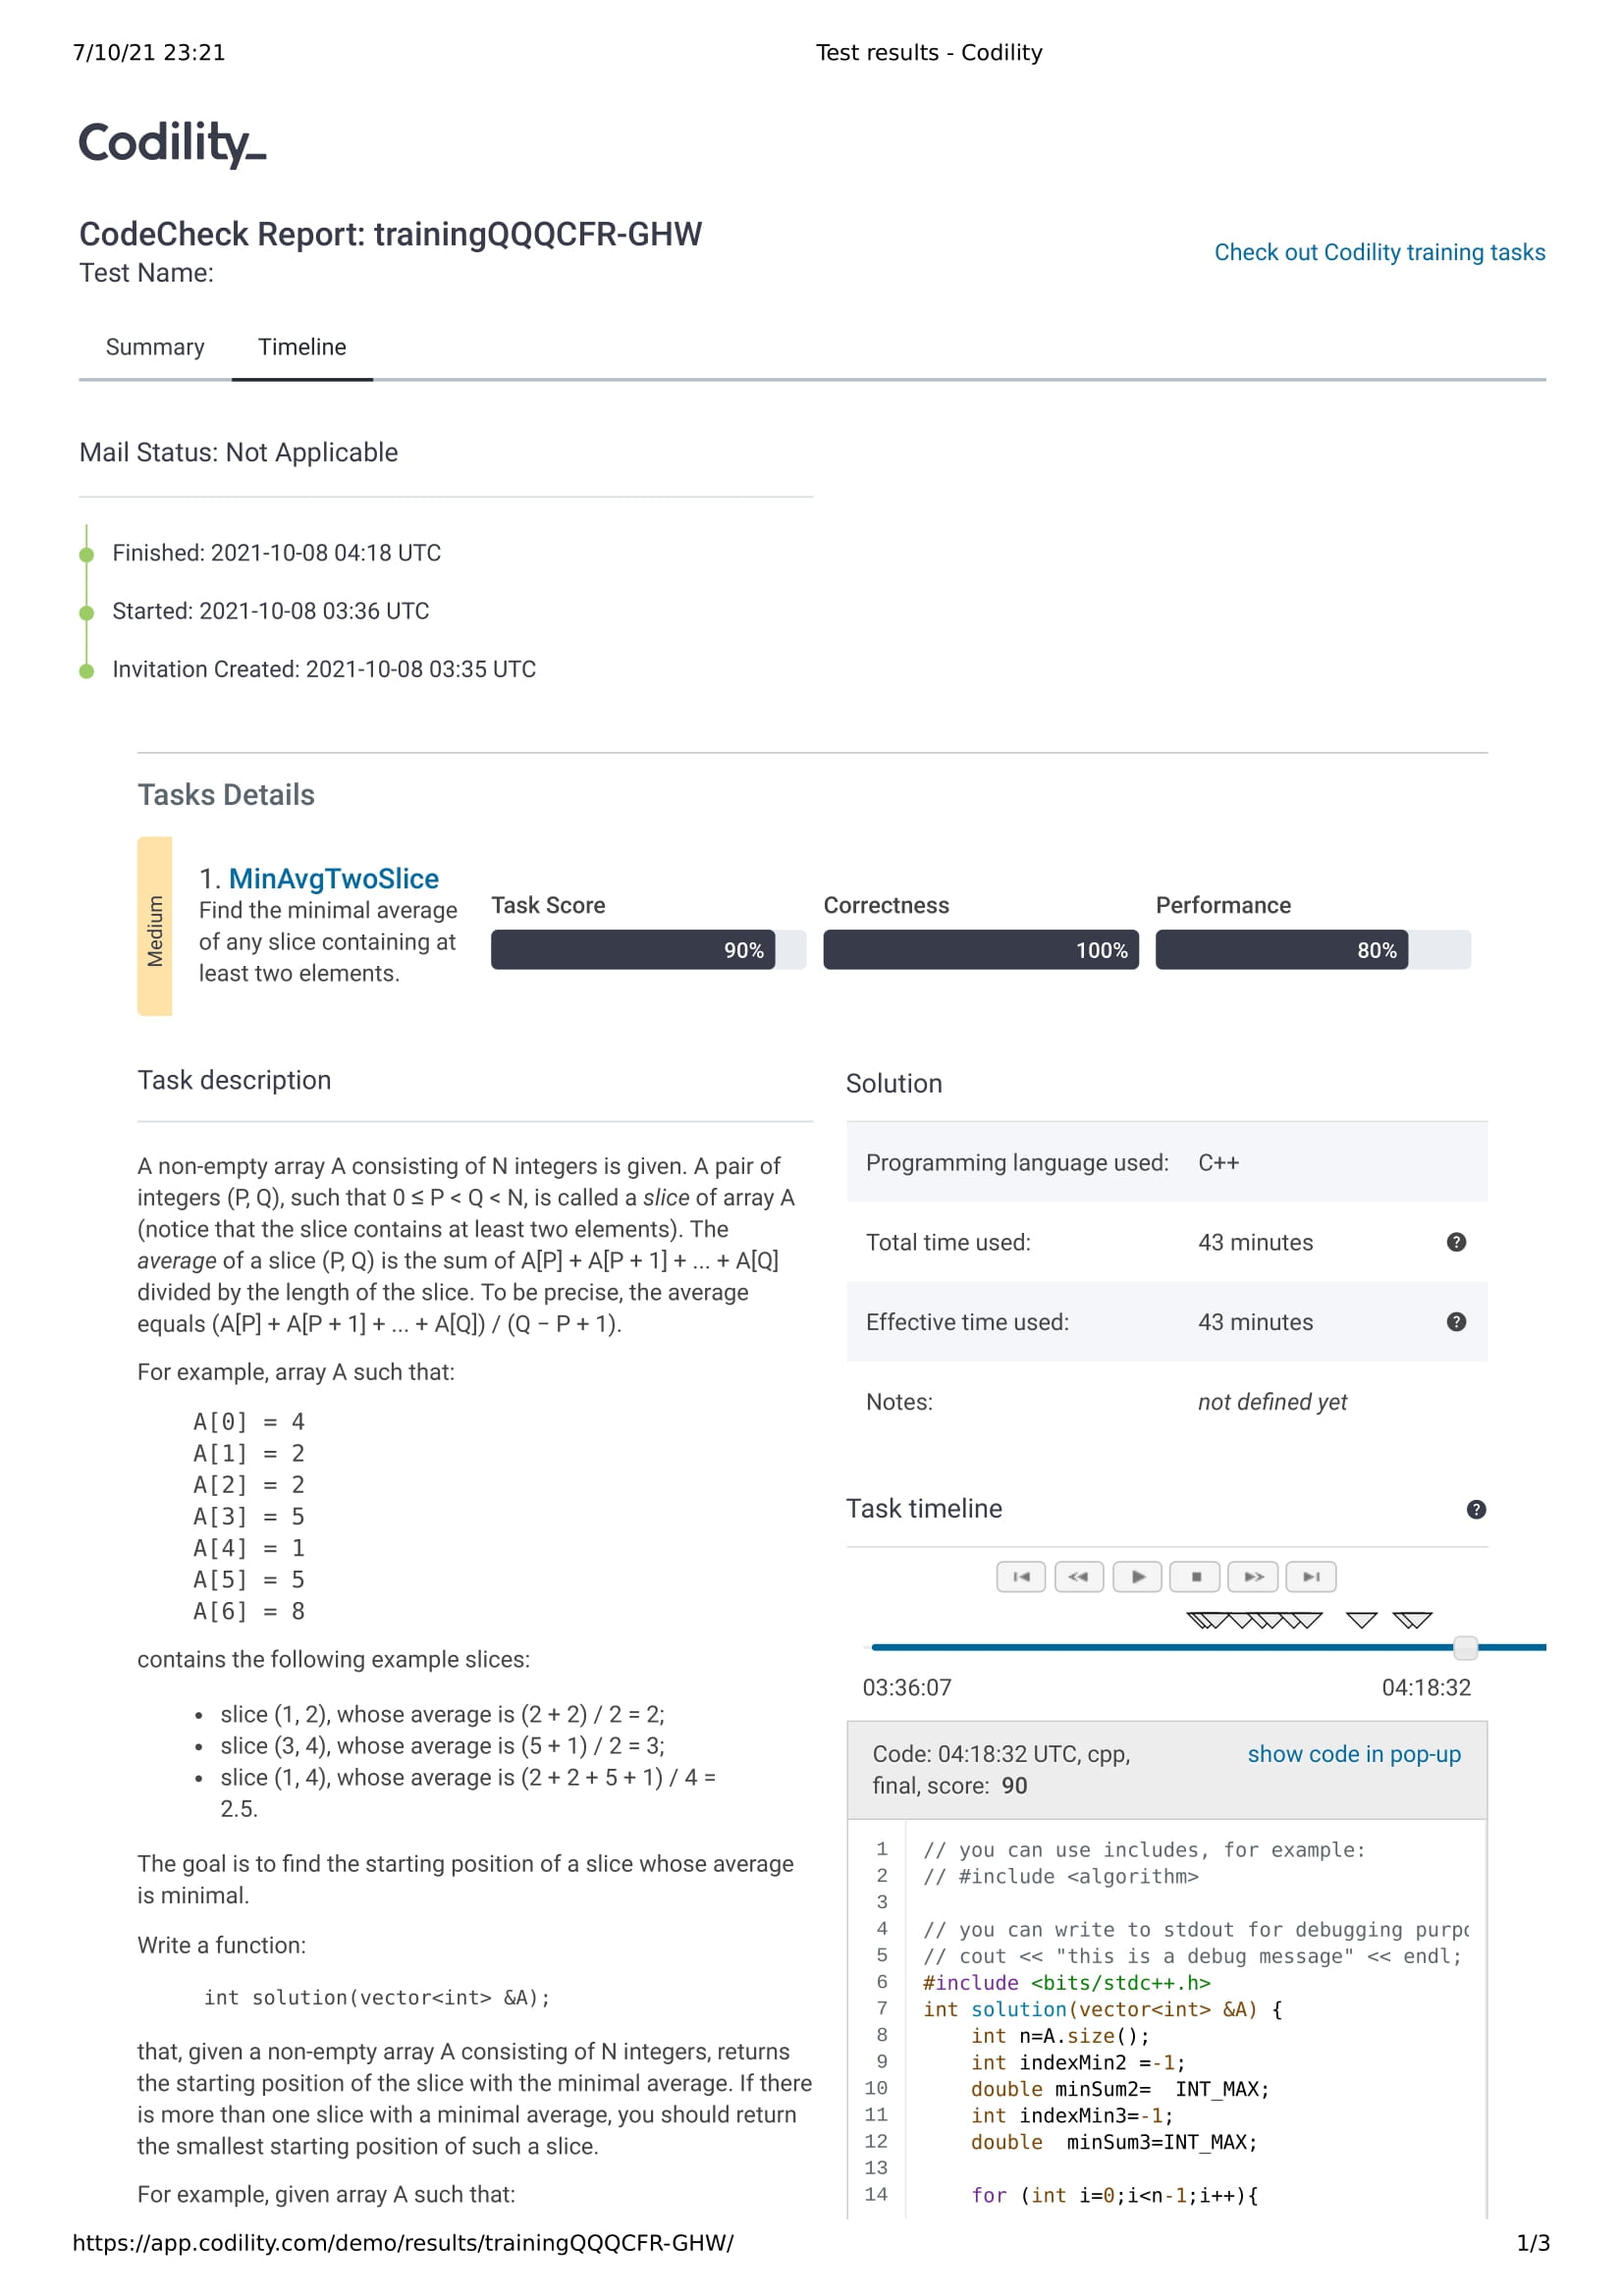 7/10/21 23:21
Test results - Codility
Codility_
CodeCheck Report: trainingQQQCFR-GHW
Test Name:
Check out Codility training tasks
Summary
Timeline
Mail Status: Not Applicable
Finished: 2021-10-08 04:18 UTC
Started: 2021-10-08 03:36 UTC
Invitation Created: 2021-10-08 03:35 UTC
Tasks Details
Medium
1. MinAvgTwoSlice
Find the minimal average
of any slice containing at
least two elements.
Task Score
90%
Correctness
100%
Performance
80%
Task description
A non-empty array A consisting of N integers is given. A pair of
integers (P, Q), such that 0 ≤ P < Q < N, is called a slice of array A
(notice that the slice contains at least two elements). The
average of a slice (P, Q) is the sum of A[P] + A[P + 1] + ... + A[Q]
divided by the length of the slice. To be precise, the average
equals (A[P] + A[P + 1] + ... + A[Q]) / (Q − P + 1).
For example, array A such that:
A[0] = 4
A[1] = 2
A[2] = 2
A[3] = 5
A[4] = 1
A[5] = 5
A[6] = 8
contains the following example slices:
• slice (1, 2), whose average is (2 + 2) / 2 = 2;
• slice (3, 4), whose average is (5 + 1) / 2 = 3;
• slice (1, 4), whose average is (2 + 2 + 5 + 1) / 4 =
2.5.
The goal is to find the starting position of a slice whose average
is minimal.
Write a function:
int solution(vector<int> &A);
that, given a non-empty array A consisting of N integers, returns
the starting position of the slice with the minimal average. If there
is more than one slice with a minimal average, you should return
the smallest starting position of such a slice.
For example, given array A such that:
Solution
Programming language used: C++
Total time used: 43 minutes ?
Effective time used: 43 minutes ?
Notes: not defined yet
Task timeline ?
03:36:07
04:18:32
Code: 04:18:32 UTC, cpp,
final, score: 90
show code in pop-up
1 // you can use includes, for example:
2 // #include <algorithm>
3
4 // you can write to stdout for debugging purpo
5 // cout << "this is a debug message" << endl;
6 #include <bits/stdc++.h>
7 int solution(vector<int> &A) {
8 int n=A.size();
9 int indexMin2 =-1;
10 double minSum2= INT_MAX;
11 int indexMin3=-1;
12 double minSum3=INT_MAX;
13
14 for (int i=0;i<n-1;i++){
https://app.codility.com/demo/results/trainingQQQCFR-GHW/
1/3